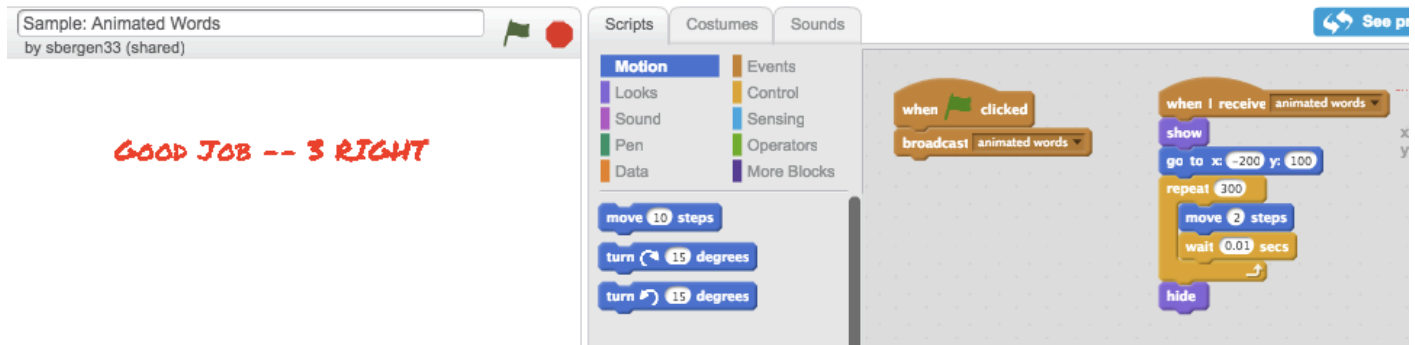 Sample: Animated Words
by sbergen33 (shared)
GOOD JOB -- 3 RIGHT
Scripts
Costumes
Sounds
Motion
Looks
Sound
Pen
Data
Events
Control
Sensing
Operators
More Blocks
move 10 steps
turn 15 degrees
turn 15 degrees
See pr
when clicked
broadcast animated words
when I receive animated words
show
go to x: -200 y: 100
repeat 300
move 2 steps
wait 0.01 secs
hide
x
y